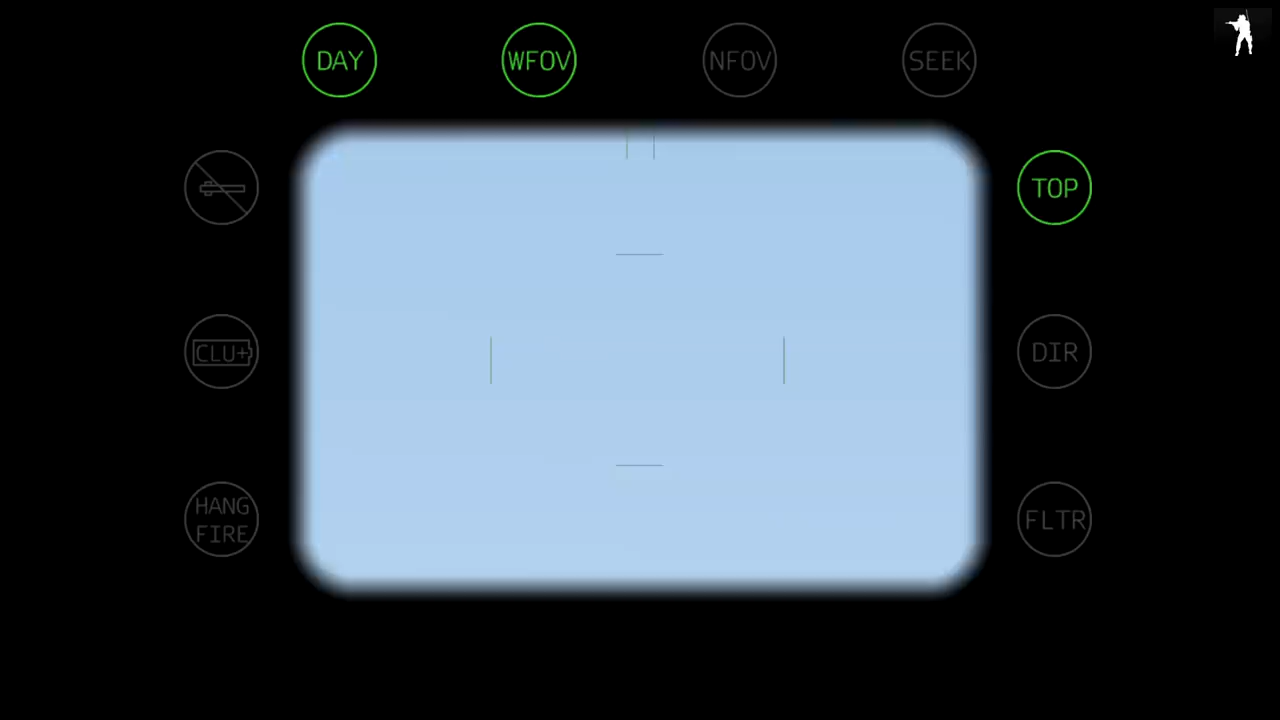 DAY
WFOV
NFOV
SEEK
TOP
CLU+
DIR
HANG
FIRE
FLTR